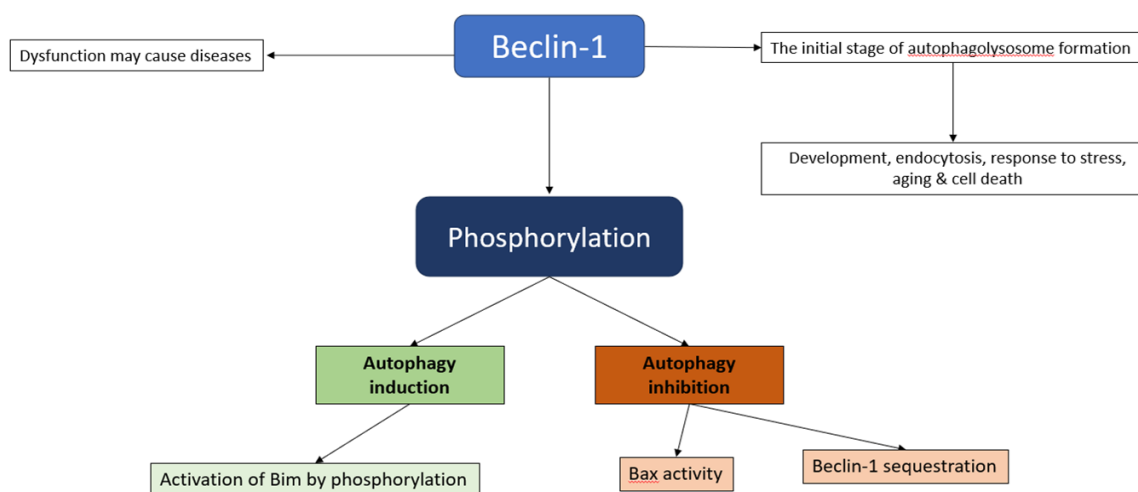 Beclin-1
Dysfunction may cause diseases
The initial stage of autophagolysosome formation
Development, endocytosis, response to stress,
aging & cell death
Phosphorylation
Autophagy
induction
Autophagy
inhibition
Activation of Bim by phosphorylation
Bax activity
Beclin-1 sequestration